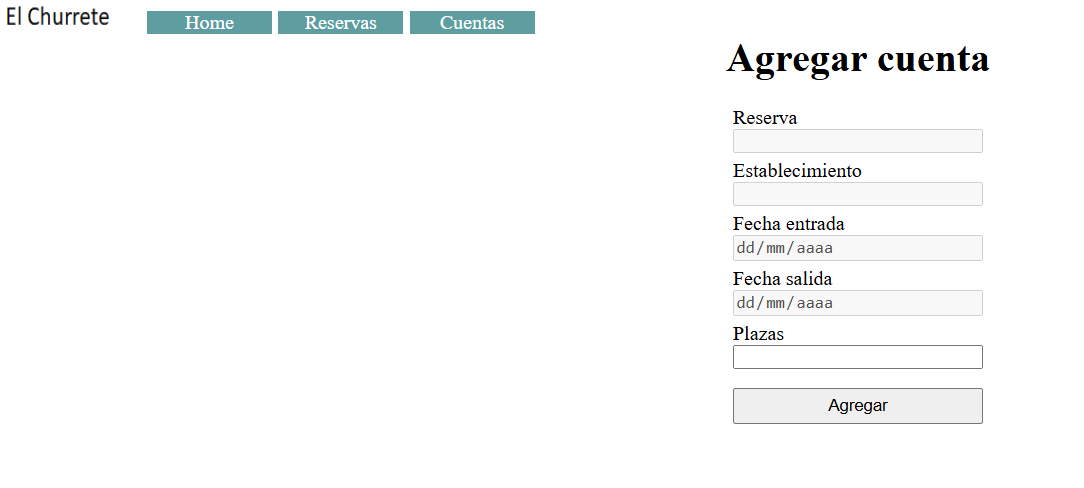 El Churrete
Home Reservas Cuentas
Agregar cuenta
Reserva
Establecimiento
Fecha entrada
dd/mm/aaaa
Fecha salida
dd/mm/aaaa
Plazas
Agregar